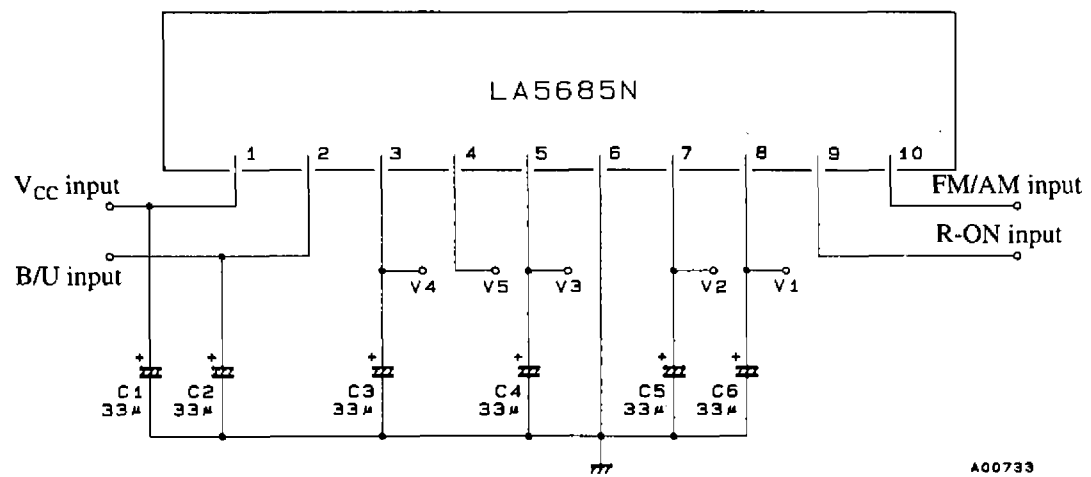 LA5685N
1 2 3 4 5 6 7 8 9 10
VCC input
FM/AM input
R-ON input
B/U input
V4 V5 V3 V2 V1
+ + + + + +
C1 C2 C3 C4 C5 C6
33μ 33μ 33μ 33μ 33μ 33μ
A00733